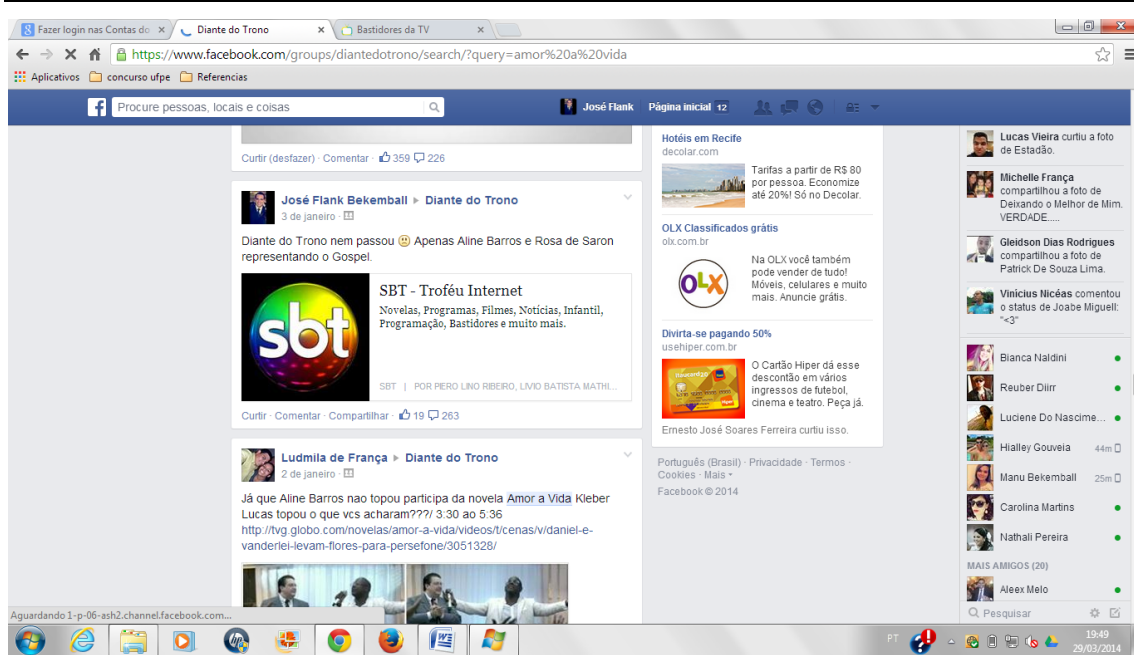 Fazer login nas Contas do
Diante do Trono
Bastidores da TV
https://www.facebook.com/groups/diantedotrono/search/?query=amor%20a%20vida
Aplicativos
concurso ufpe
Referencias
Procure pessoas, locais e coisas
José Flank
Página inicial 12
Curtir (desfazer) · Comentar · 359 226
José Flank Bekemball ▸ Diante do Trono
3 de janeiro ·
Diante do Trono nem passou Apenas Aline Barros e Rosa de Saron
representando o Gospel.
sbt
SBT - Troféu Internet
Novelas, Programas, Filmes, Notícias, Infantil,
Programação, Bastidores e muito mais.
SBT | POR PIERO LINO RIBEIRO, LIVIO BATISTA MATHI...
Curtir · Comentar · Compartilhar · 19 263
Ludmila de França ▸ Diante do Trono
2 de janeiro ·
Já que Aline Barros nao topou participa da novela Amor a Vida Kleber
Lucas topou o que vcs acharam???/ 3:30 ao 5:36
http://tvg.globo.com/novelas/amor-a-vida/videos/t/cenas/v/daniel-e-
vanderlei-levam-flores-para-persefone/3051328/
Hotéis em Recife
decolar.com
Tarifas a partir de R$ 80
por pessoa. Economize
até 20%! Só no Decolar.
OLX Classificados grátis
olx.com.br
OLX
Na OLX você também
pode vender de tudo!
Móveis, celulares e muito
mais. Anuncie grátis.
Divirta-se pagando 50%
usehiper.com.br
O Cartão Hiper dá esse
descontão em vários
ingressos de futebol,
cinema e teatro. Peça já.
Ernesto José Soares Ferreira curtiu isso.
Português (Brasil) · Privacidade · Termos ·
Cookies · Mais
Facebook © 2014
Lucas Vieira curtiu a foto
de Estadão.
Michelle França
compartilhou a foto de
Deixando o Melhor de Mim.
VERDADE.....
Gleidson Dias Rodrigues
compartilhou a foto de
Patrick De Souza Lima.
Vinícius Nicéas comentou
o status de Joabe Miguell:
"<3"
Bianca Naldini
Reuber Diirr
Luciene Do Nascime...
Hialley Gouveia 44m
Manu Bekemball 25m
Carolina Martins
Nathali Pereira
MAIS AMIGOS (20)
Aleex Melo
Pesquisar
Aguardando 1-p-06-ash2.channel.facebook.com...
PT
19:49
29/03/2014